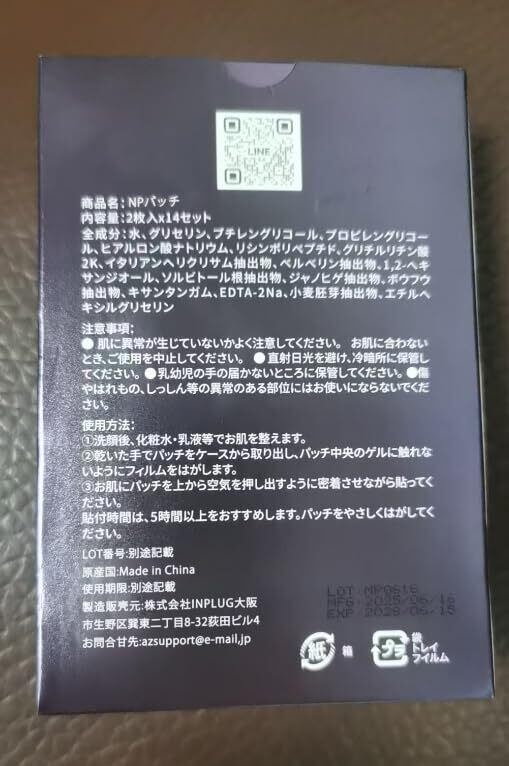 LINE
商品名:NPパッチ
内容量:2枚入x14セット
全成分:水、グリセリン、ブチレングリコール、プロピレングリコー
ル、ヒアルロン酸ナトリウム、リシンポリペプチド、グリチルリチン酸
2K、イタリアンヘリクリサム抽出物、ベルベリン抽出物、1,2-ヘキ
サンジオール、ソルビトール根抽出物、ジャノヒゲ抽出物、ボウフウ
抽出物、キサンタンガム、EDTA-2Na、小麦胚芽抽出物、エチルヘ
キシルグリセリン
注意事項:
● 肌に異常が生じていないかよく注意してください。 お肌に合わない
とき、ご使用を中止してください。 ● 直射日光を避け、冷暗所に保管し
てください。●乳幼児の手の届かないところに保管してください。●傷
やはれもの、しっしん等の異常のある部位にはお使いにならないでくだ
さい。
使用方法:
①洗顔後、化粧水・乳液等でお肌を整えます。
②乾いた手でパッチをケースから取り出し、パッチ中央のゲルに触れな
いようにフィルムをはがします。
③お肌にパッチを上から空気を押し出すように密着させながら貼ってく
ださい。
貼付時間は、5時間以上をおすすめします。パッチをやさしくはがしてくだ
さい。
LOT番号:別途記載
原産国:Made in China
使用期限:別途記載
製造販売元:株式会社INPLUG大阪
市生野区巽東二丁目8-32荻田ビル4
お問合甘先:azsupport@e-mail,jp
LOT MP0616
MFG 2025/06/16
EXP 2028/06/15
紙 箱
プラ 袋
トレイ
フィルム